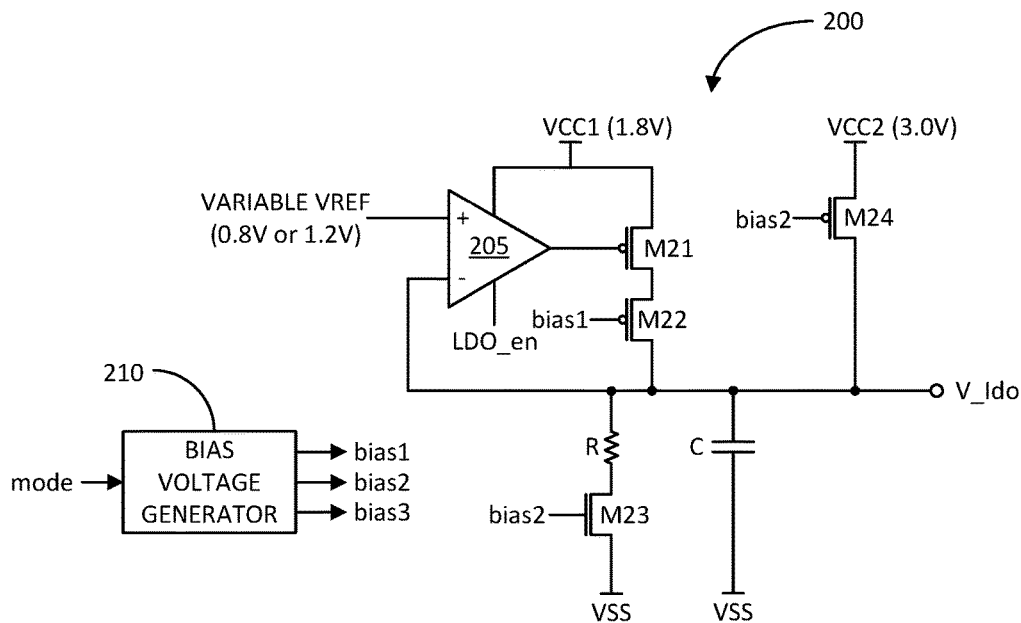 200
VCC1 (1.8V)
VCC2 (3.0V)
VARIABLE VREF
(0.8V or 1.2V)
+
205
-
LDO_en
M21
bias1
M22
bias2
M24
V_ldo
210
mode
BIAS
VOLTAGE
GENERATOR
bias1
bias2
bias3
R
C
bias2
M23
VSS
VSS